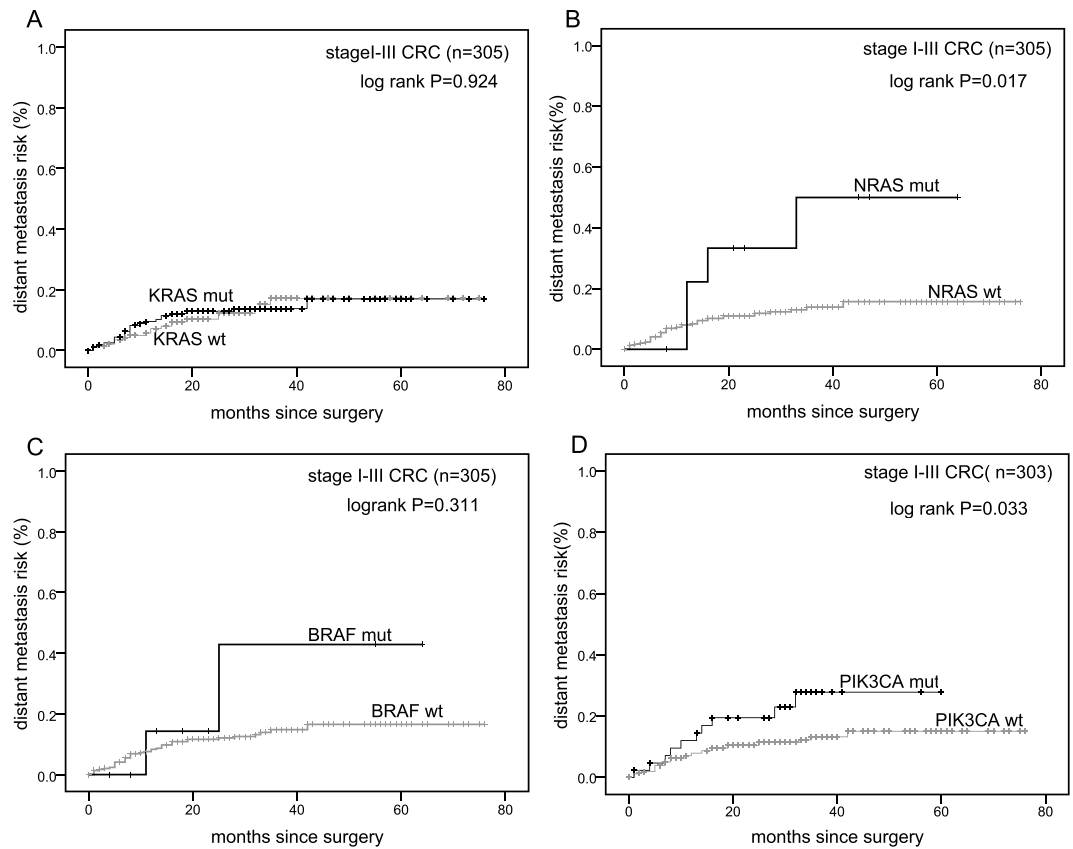 A
stageI-III CRC (n=305)
log rank P=0.924
distant metastasis risk (%)
1.0
0.8
0.6
0.4
0.2
0.0
KRAS mut
KRAS wt
0 20 40 60 80
months since surgery
B
stage I-III CRC (n=305)
log rank P=0.017
distant metastasis risk(%)
1.0
0.8
0.6
0.4
0.2
0.0
NRAS mut
NRAS wt
0 20 40 60 80
months since surgery
C
stage I-III CRC (n=305)
logrank P=0.311
distant metastasis risk (%)
1.0
0.8
0.6
0.4
0.2
0.0
BRAF mut
BRAF wt
0 20 40 60 80
months since surgery
D
stage I-III CRC( n=303)
log rank P=0.033
distant metastasis risk(%)
1.0
0.8
0.6
0.4
0.2
0.0
PIK3CA mut
PIK3CA wt
0 20 40 60 80
months since surgery